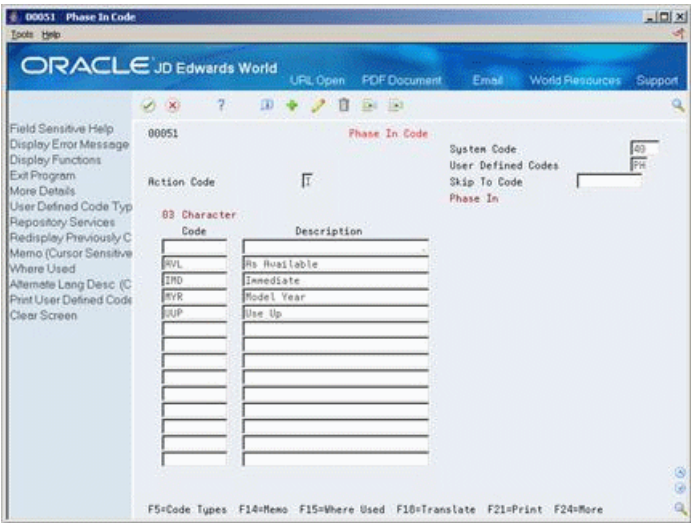 00051 Phase In Code
Tools Help
ORACLE JD Edwards World
URL Open PDF Document Email World Resources Support
Field Sensitive Help
Display Error Message
Display Functions
Exit Program
More Details
User Defined Code Typ
Repository Services
Redisplay Previously C
Memo (Cursor Sensitive
Where Used
Alternate Lang Desc (C
Print User Defined Code
Clear Screen
00051 Phase In Code
System Code 40
User Defined Codes PH
Action Code I Skip To Code
Phase In
03 Character
Code Description
AVL As Available
IMD Immediate
MYR Model Year
UUP Use Up
F5=Code Types F14=Memo F15=Where Used F18=Translate F21=Print F24=More